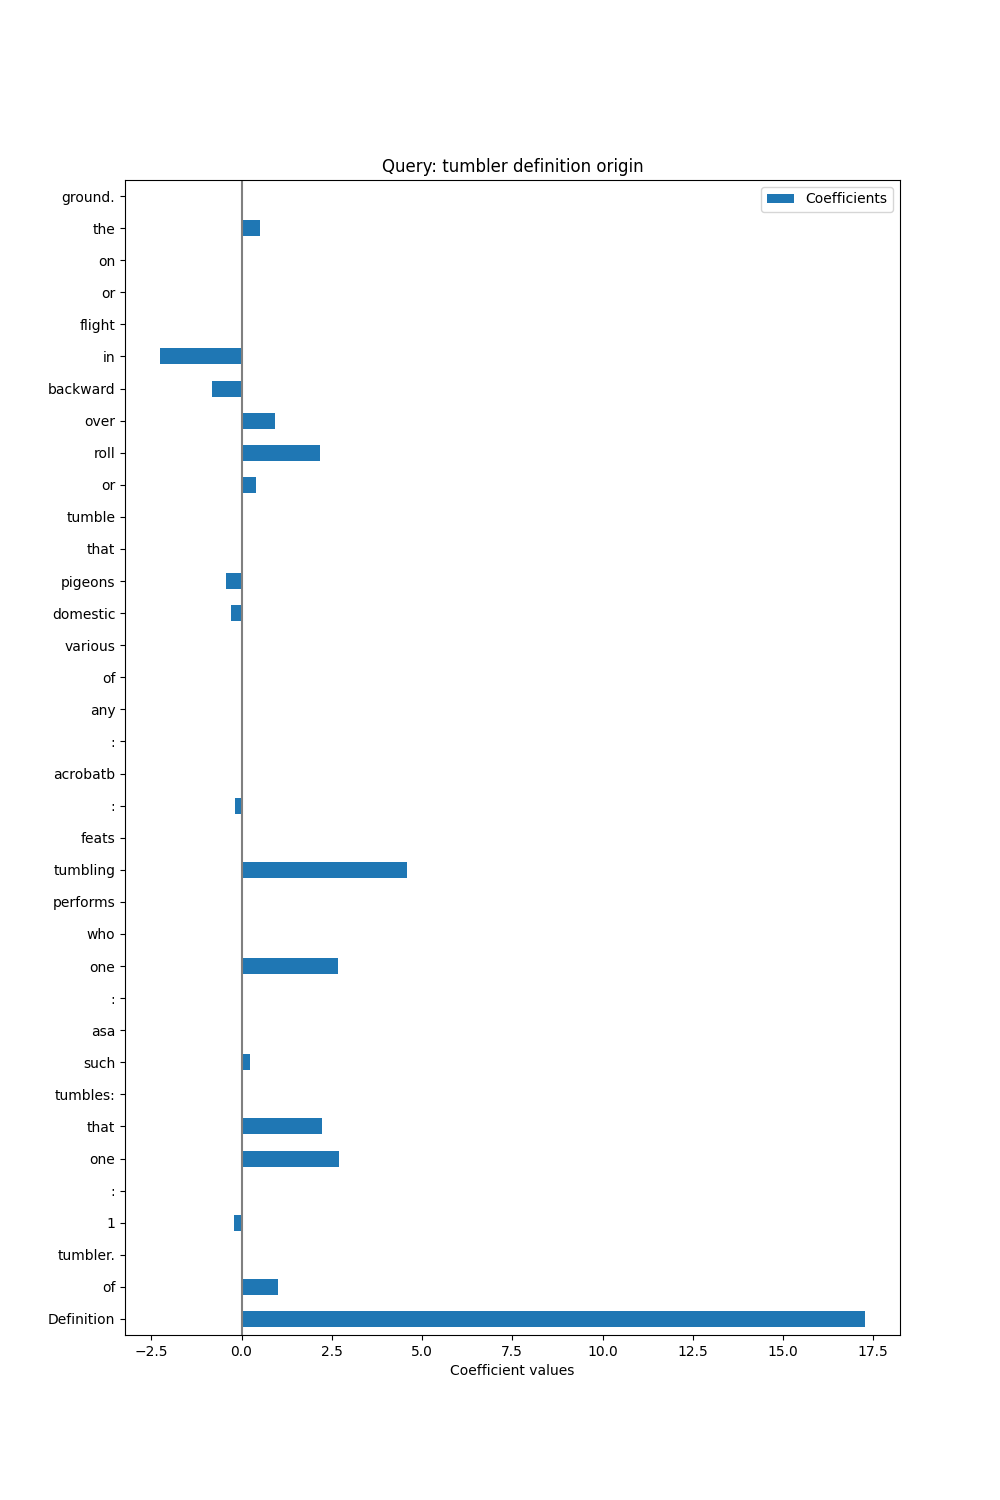 Query: tumbler definition origin
Coefficients
ground.
the
on
or
flight
in
backward
over
roll
or
tumble
that
pigeons
domestic
various
of
any
:
acrobatb
:
feats
tumbling
performs
who
one
:
asa
such
tumbles:
that
one
:
1
tumbler.
of
Definition
−2.5 0.0 2.5 5.0 7.5 10.0 12.5 15.0 17.5
Coefficient values